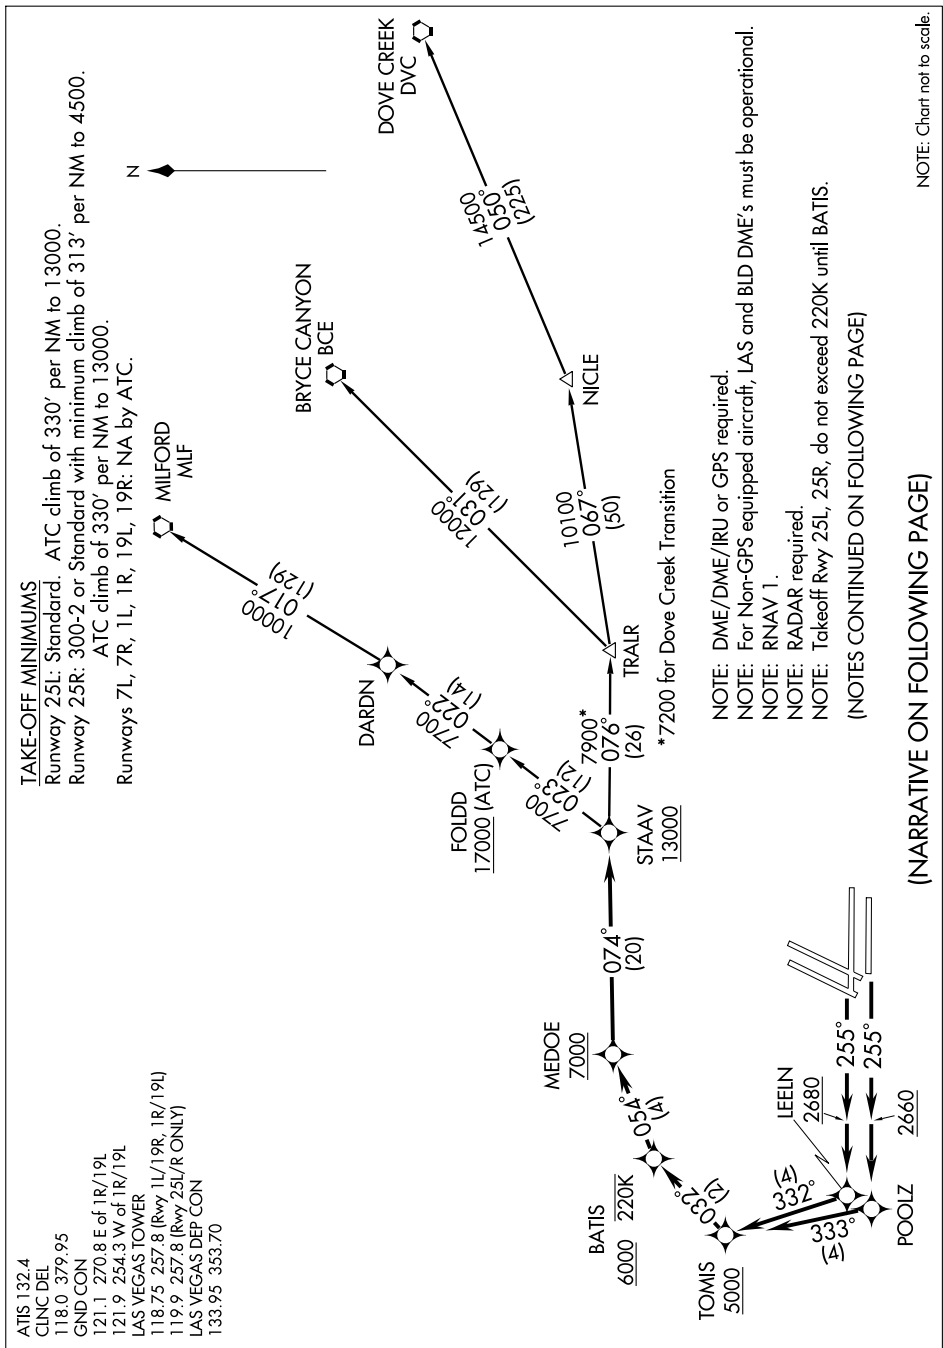 ATIS 132.4
CLNC DEL
118.0 379.95
GND CON
121.1 270.8 E of 1R/19L
121.9 254.3 W of 1R/19L
LAS VEGAS TOWER
118.75 257.8 (Rwy 1L/19R, 1R/19L)
119.9 257.8 (Rwy 25L/R ONLY)
LAS VEGAS DEP CON
133.95 353.70
TAKE-OFF MINIMUMS
Runway 25L: Standard. ATC climb of 330' per NM to 13000.
Runway 25R: 300-2 or Standard with minimum climb of 313' per NM to 4500.
ATC climb of 330' per NM to 13000.
Runways 7L, 7R, 1L, 1R, 19L, 19R: NA by ATC.
N
MILFORD
MLF
10000
017°
(129)
DARDN
7700
022°
(14)
FOLDD
17000 (ATC)
7700
023°
(12)
BRYCE CANYON
BCE
12000
031°
(129)
DOVE CREEK
DVC
14500
050°
(225)
NICLE
10100
067°
(50)
TRALR
7900*
076°
(26)
*7200 for Dove Creek Transition
STAAV
13000
074°
(20)
MEDOE
7000
054°
(4)
BATIS
6000 220K
032°
(2)
TOMIS
5000
332°
(4)
333°
(4)
LEELN
2680
255°
255°
2660
POOLZ
NOTE: DME/DME/IRU or GPS required.
NOTE: For Non-GPS equipped aircraft, LAS and BLD DME's must be operational.
NOTE: RNAV 1.
NOTE: RADAR required.
NOTE: Takeoff Rwy 25L, 25R, do not exceed 220K until BATIS.
(NOTES CONTINUED ON FOLLOWING PAGE)
(NARRATIVE ON FOLLOWING PAGE)
NOTE: Chart not to scale.